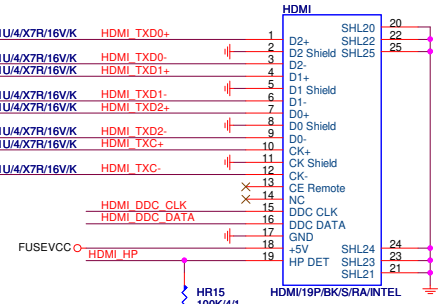 HDMI
1U/4/X7R/16V/K HDMI_TXD0+ 1 D2+ SHL20 20
2 D2 Shield SHL22 22
1U/4/X7R/16V/K HDMI_TXD0- 3 D2- SHL25 25
1U/4/X7R/16V/K HDMI_TXD1+ 4 D1+
5 D1 Shield
1U/4/X7R/16V/K HDMI_TXD1- 6 D1-
1U/4/X7R/16V/K HDMI_TXD2+ 7 D0+
8 D0 Shield
1U/4/X7R/16V/K HDMI_TXD2- 9 D0-
1U/4/X7R/16V/K HDMI_TXC+ 10 CK+
11 CK Shield
1U/4/X7R/16V/K HDMI_TXC- 12 CK-
13 CE Remote
14 NC
HDMI_DDC_CLK 15 DDC CLK
HDMI_DDC_DATA 16 DDC DATA
17 GND
FUSEVCC 18 +5V SHL24 24
HDMI_HP 19 HP DET SHL23 23
SHL21 21
HR15 HDMI/19P/BK/S/RA/INTEL
100K/4/1